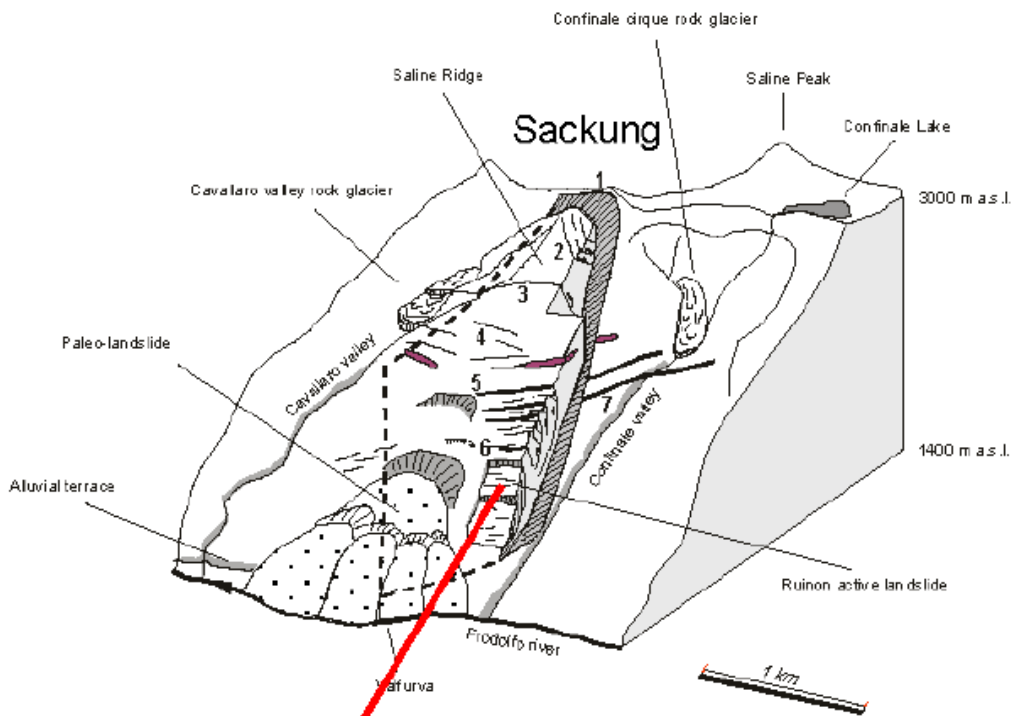 Confinale cirque rock glacier
Saline Ridge
Saline Peak
Sackung
Confinale Lake
Cavallaro valley rock glacier
1
3000 m a.s.l.
2
3
4
Paleo-landslide
Cavallaro valley
5
7
6
Confinale valley
1400 m a.s.l.
Alluvial terrace
Ruinon active landslide
Frodolfo river
1 km